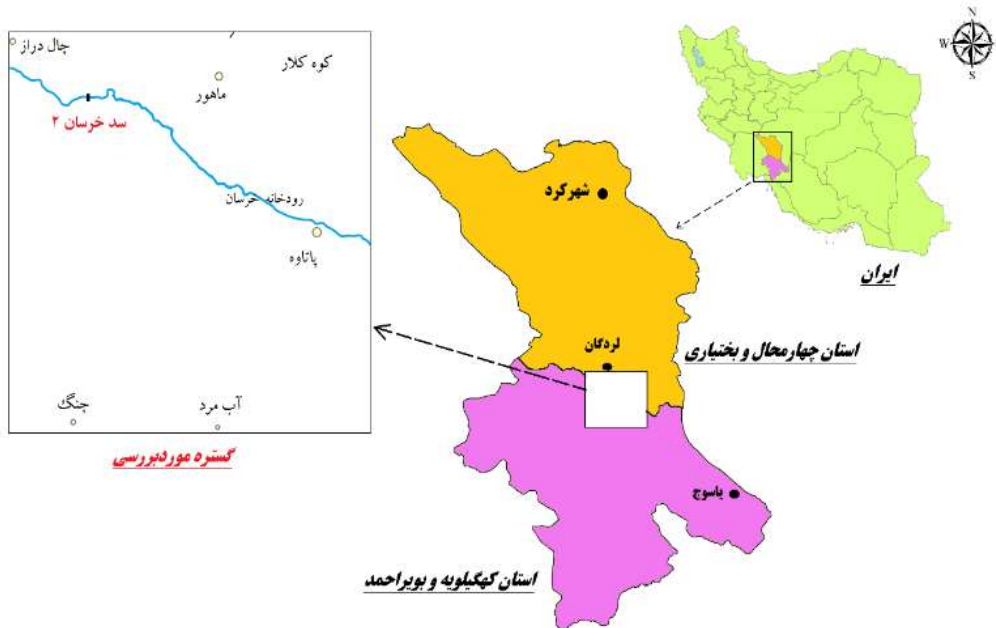 N
W
S
چال دراز
کوه کلار
ماهور
سد خرسان ۲
رودخانه خرسان
پاتاوه
چنگ
آب مرد
گستره موردبررسی
شهرکرد
لردگان
استان چهارمحال و بختیاری
یاسوج
استان کهگیلویه و بویراحمد
ایران